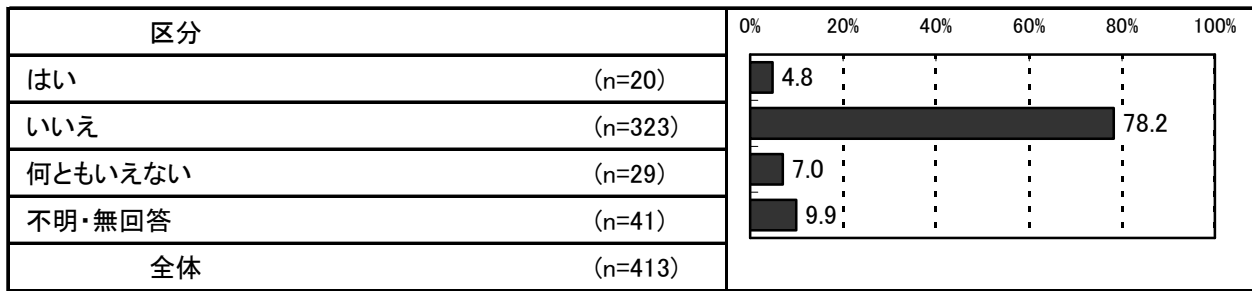 区分 0% 20% 40% 60% 80% 100%
はい (n=20) 4.8
いいえ (n=323) 78.2
何ともいえない (n=29) 7.0
不明・無回答 (n=41) 9.9
全体 (n=413)